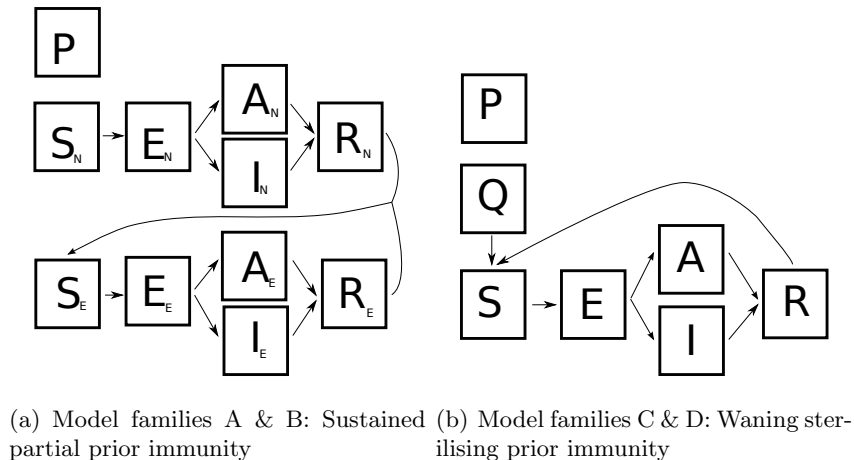 P
S_N E_N A_N I_N R_N
S_E E_E A_E I_E R_E
P
Q
S E A I R
(a) Model families A & B: Sustained
partial prior immunity
(b) Model families C & D: Waning ster-
ilising prior immunity